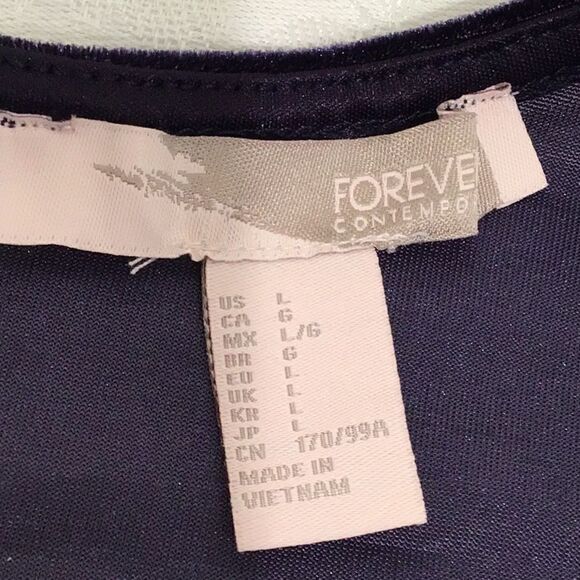 FOREVE
CONTEMPO
US L
CA G
MX L/G
BR G
EU L
UK L
KR L
JP L
CN 170/99A
MADE IN
VIETNAM